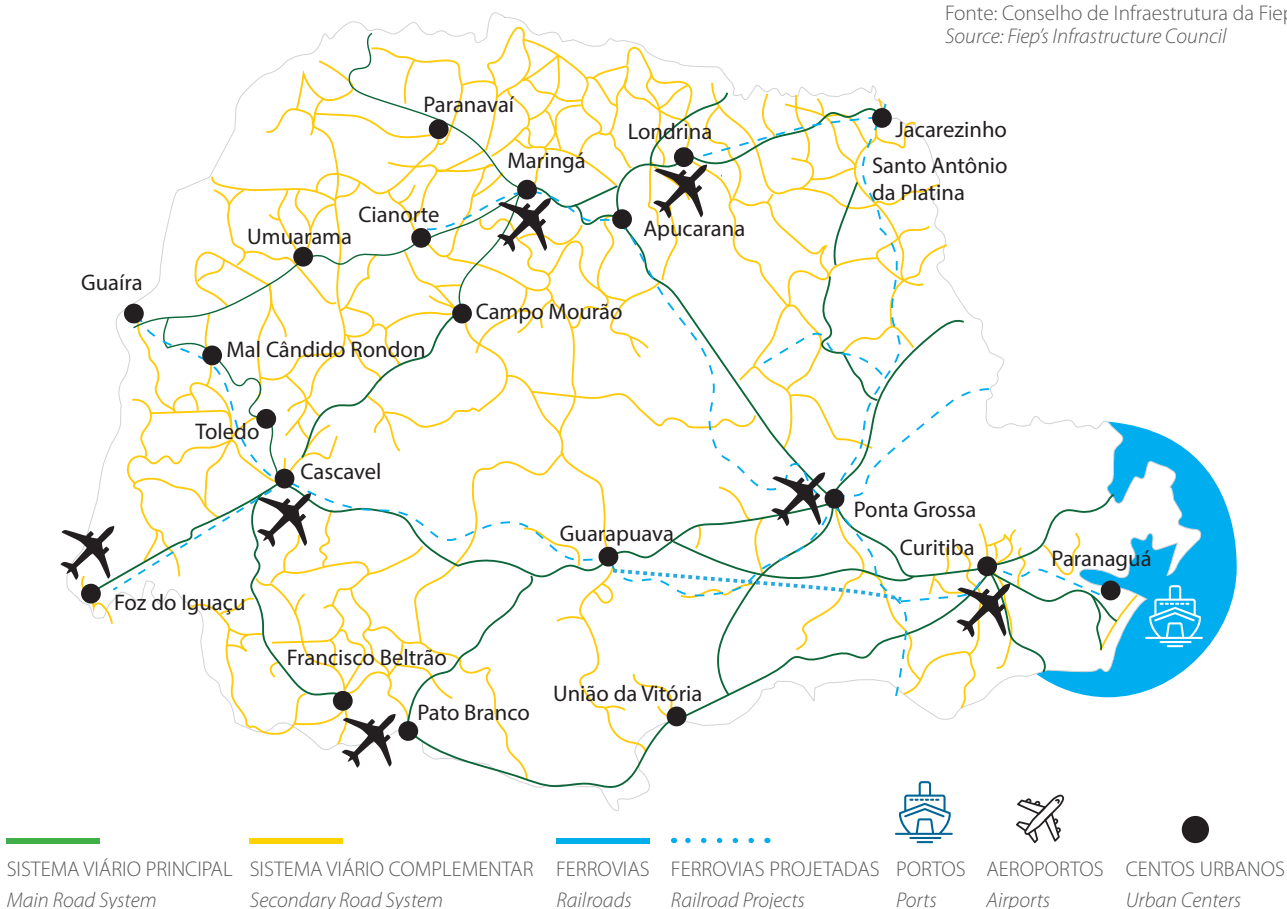 Fonte: Conselho de Infraestrutura da Fiep
Source: Fiep's Infrastructure Council
Paranavaí
Londrina
Jacarezinho
Maringá
Santo Antônio
da Platina
Cianorte
Apucarana
Umuarama
Guaíra
Campo Mourão
Mal Cândido Rondon
Toledo
Cascavel
Ponta Grossa
Guarapuava
Curitiba
Paranaguá
Foz do Iguaçu
Francisco Beltrão
União da Vitória
Pato Branco
SISTEMA VIÁRIO PRINCIPAL
Main Road System
SISTEMA VIÁRIO COMPLEMENTAR
Secondary Road System
FERROVIAS
Railroads
FERROVIAS PROJETADAS
Railroad Projects
PORTOS
Ports
AEROPORTOS
Airports
CENTOS URBANOS
Urban Centers